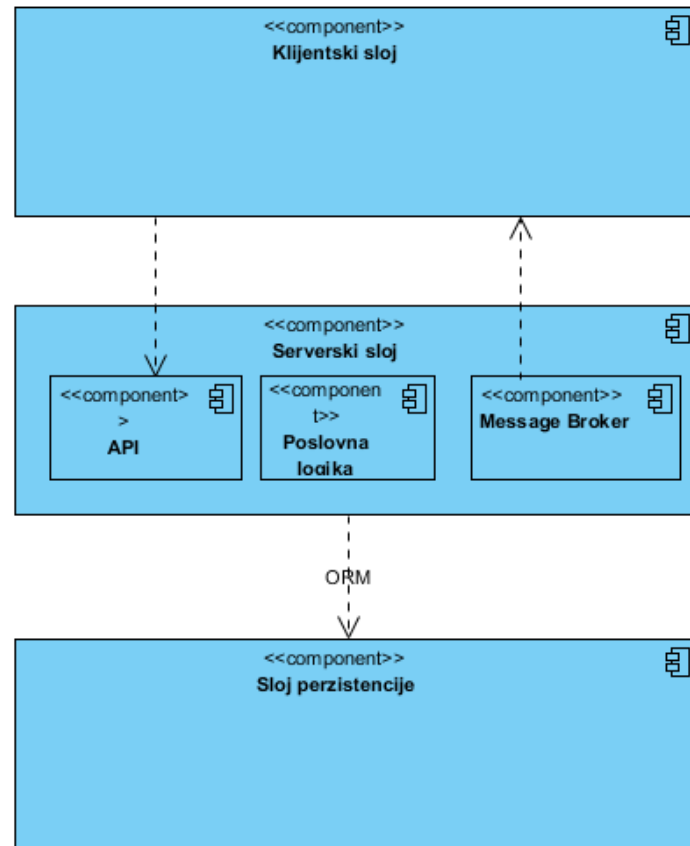 <<component>>
Klijentski sloj
<<component>>
Serverski sloj
<<component>
>
API
<<componen
t>>
Poslovna
logika
<<component>>
Message Broker
ORM
<<component>>
Sloj perzistencije